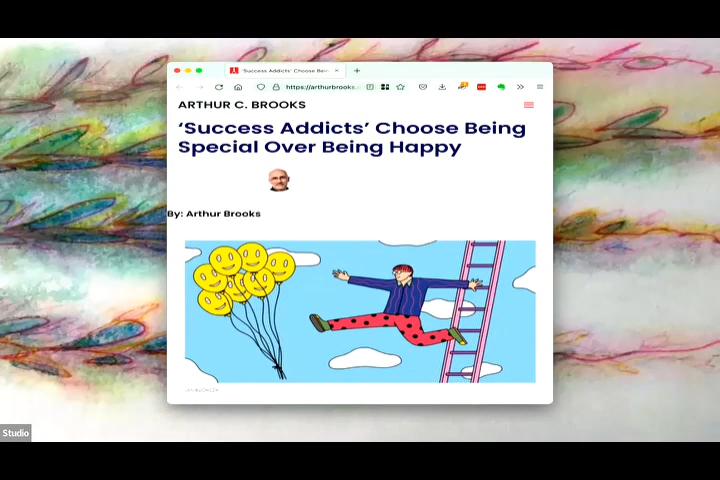 'Success Addicts' Choose Bein
https://arthurbrooks.
ARTHUR C. BROOKS
‘Success Addicts’ Choose Being
Special Over Being Happy
By: Arthur Brooks
Studio